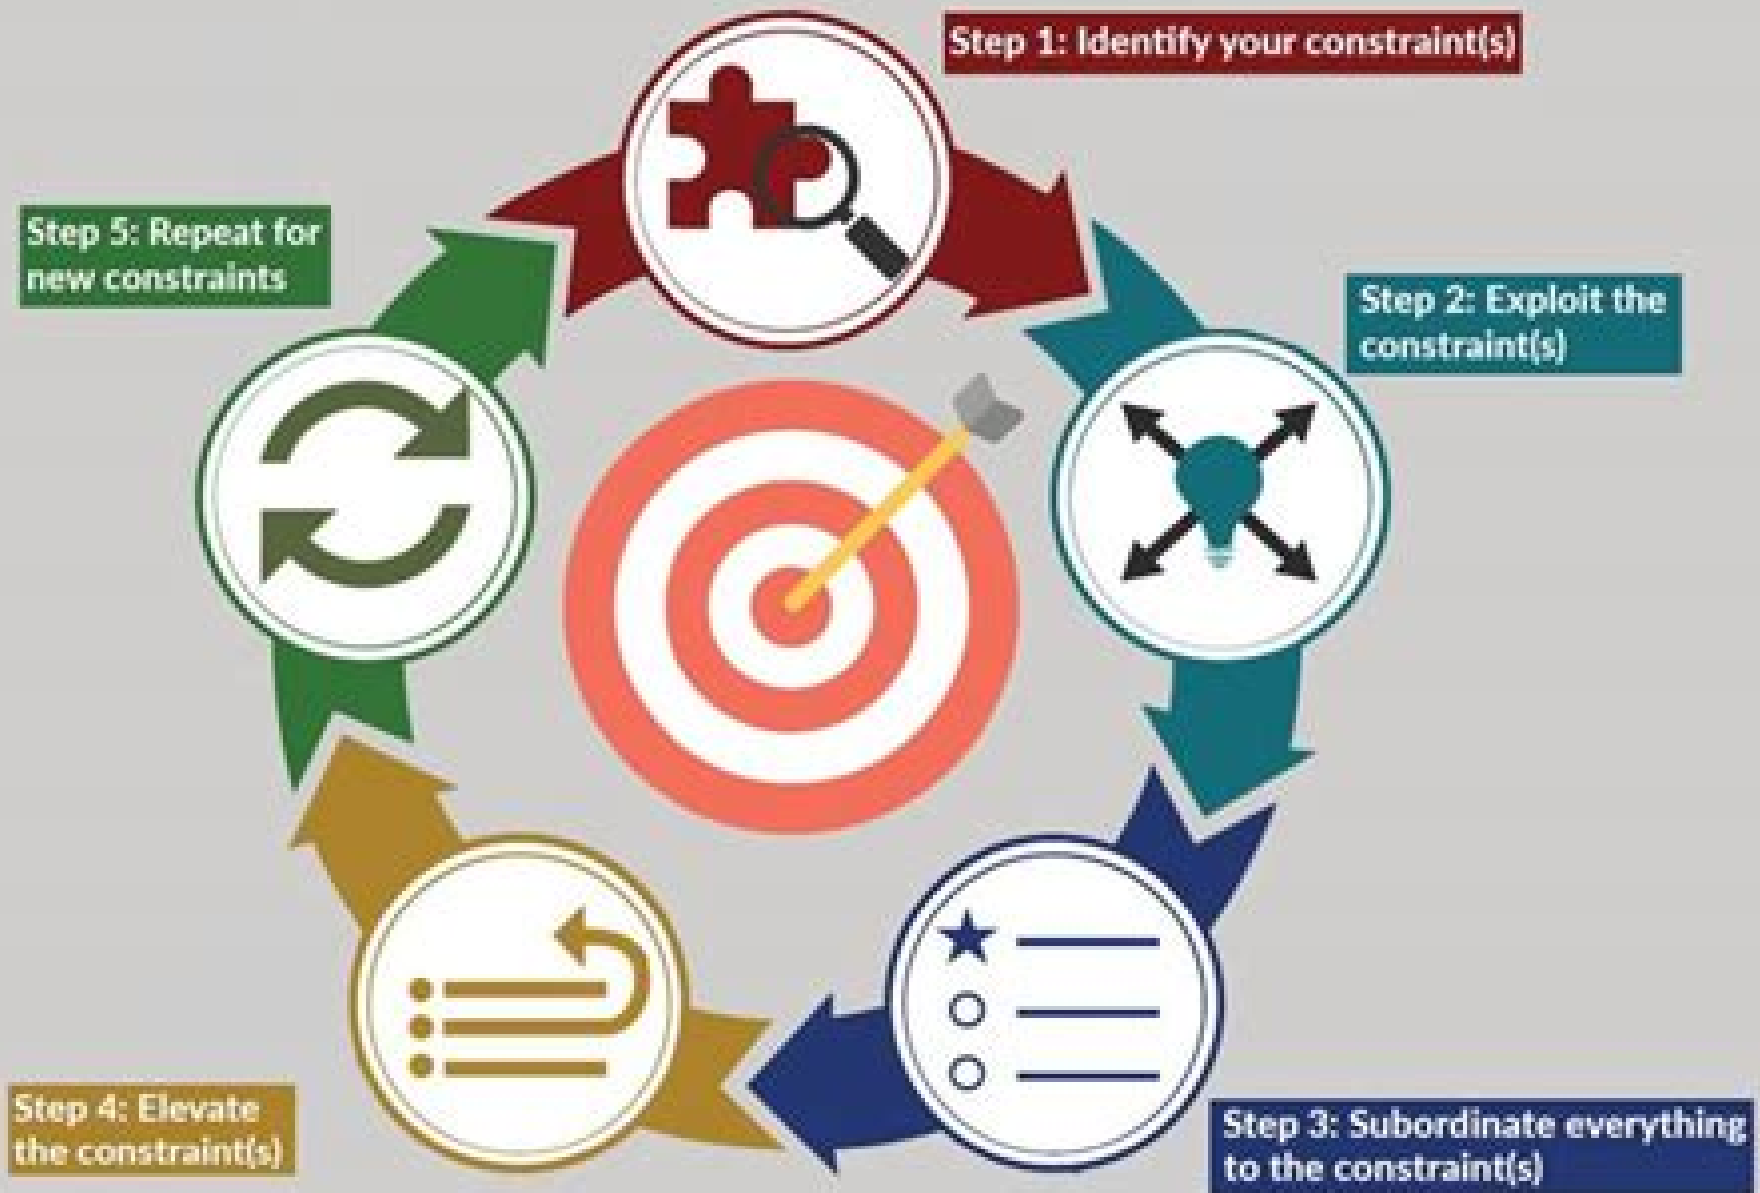 Step 1: Identify your constraint(s)
Step 2: Exploit the
constraint(s)
Step 3: Subordinate everything
to the constraint(s)
Step 4: Elevate
the constraint(s)
Step 5: Repeat for
new constraints